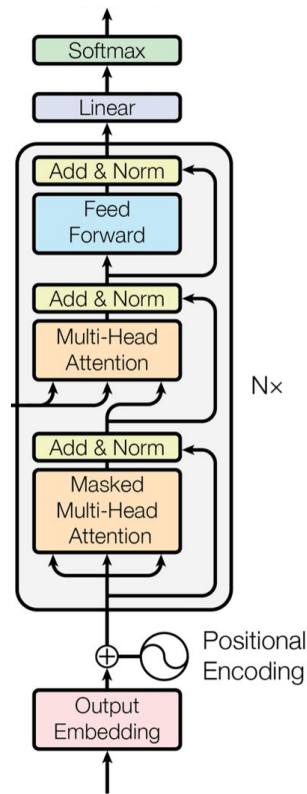 Softmax
Linear
Add & Norm
Feed
Forward
Add & Norm
Multi-Head
Attention
N×
Add & Norm
Masked
Multi-Head
Attention
Positional
Encoding
Output
Embedding